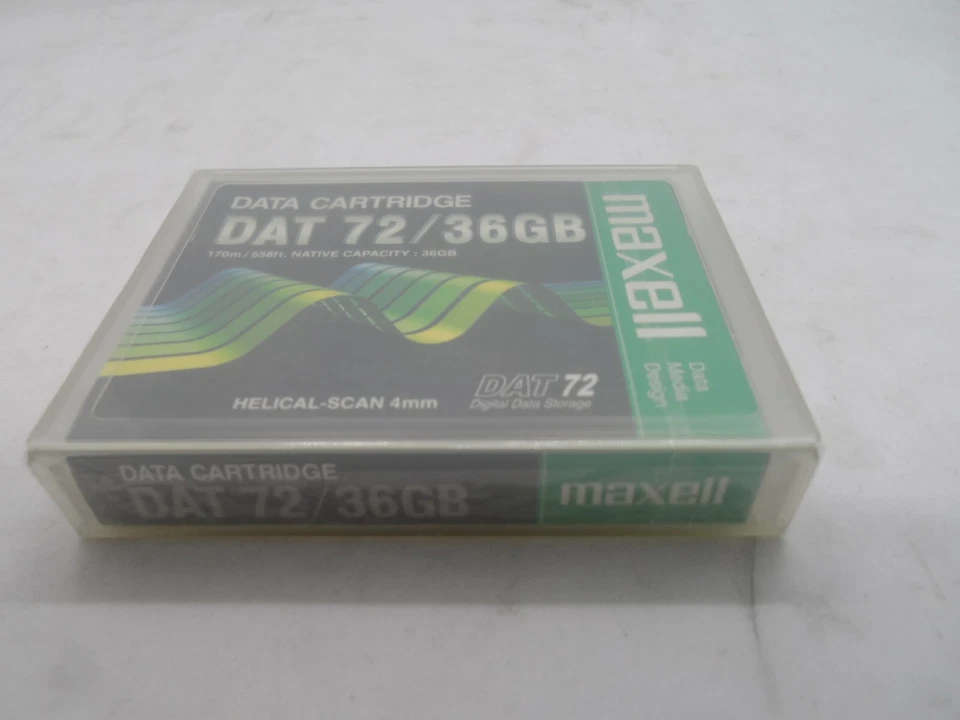 DATA CARTRIDGE
DAT 72/36GB
170m/558ft. NATIVE CAPACITY : 36GB
maxell
Data
Media
Design
HELICAL-SCAN 4mm
DAT 72
Digital Data Storage
DATA CARTRIDGE
DAT 72/36GB
maxell